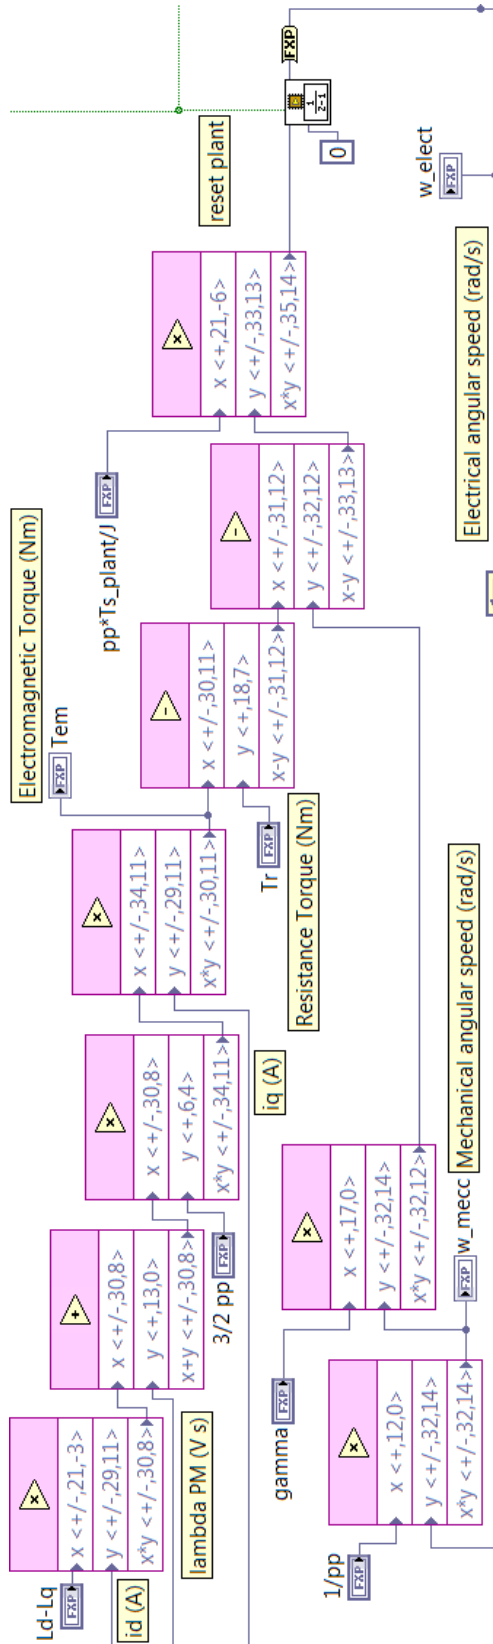 Ld-Lq
FXP
id (A)
×
x <+/-,21,-3>
y <+/-,29,11>
x*y <+/-,30,8>
lambda PM (V s)
+
x <+/-,30,8>
y <+,13,0>
x+y <+/-,30,8>
3/2 pp
FXP
×
x <+/-,30,8>
y <+,6,4>
x*y <+/-,34,11>
iq (A)
×
x <+/-,34,11>
y <+/-,29,11>
x*y <+/-,30,11>
Electromagnetic Torque (Nm)
Tem
FXP
Tr
FXP
Resistance Torque (Nm)
-
x <+/-,30,11>
y <+,18,7>
x-y <+/-,31,12>
-
x <+/-,31,12>
y <+/-,32,12>
x-y <+/-,33,13>
pp*Ts_plant/J
FXP
×
x <+,21,-6>
y <+/-,33,13>
x*y <+/-,35,14>
reset plant
1
z-1
0
FXP
1/pp
FXP
×
x <+,12,0>
y <+/-,32,14>
x*y <+/-,32,14>
gamma
FXP
×
x <+,17,0>
y <+/-,32,14>
x*y <+/-,32,12>
FXP
w_mecc
Mechanical angular speed (rad/s)
Electrical angular speed (rad/s)
w_elect
FXP